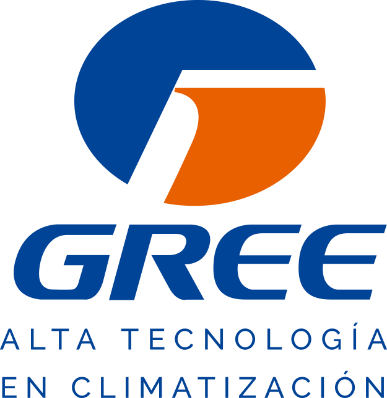 GREE
ALTA TECNOLOGÍA
EN CLIMATIZACIÓN